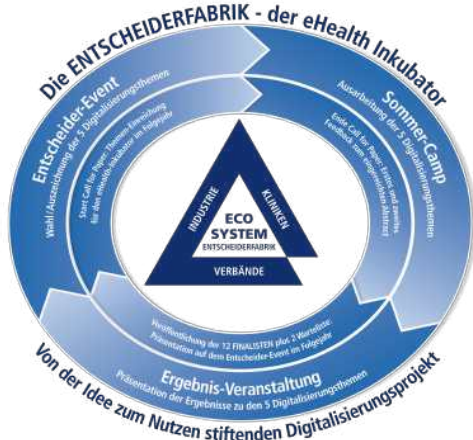 Die ENTSCHEIDERFABRIK - der eHealth Inkubator
Entscheider-Event
Wahl/Auszeichnung der 5 Digitalisierungsthemen
Start Call for Paper: Themen-Einreichung
für den eHealth-Inkubator im Folgejahr
Sommer-Camp
Ausarbeitung der 5 Digitalisierungsthemen
Ende Call for Paper: Erstes und zweites
Feedback zum eingereichten Abstract
INDUSTRIE
KLINIKEN
ECO
SYSTEM
ENTSCHEIDERFABRIK
VERBÄNDE
Veröffentlichung der 12 FINALISTEN plus 2 Warteliste:
Präsentation auf dem Entscheider-Event im Folgejahr
Ergebnis-Veranstaltung
Präsentation der Ergebnisse zu den 5 Digitalisierungsthemen
Von der Idee zum Nutzen stiftenden Digitalisierungsprojekt